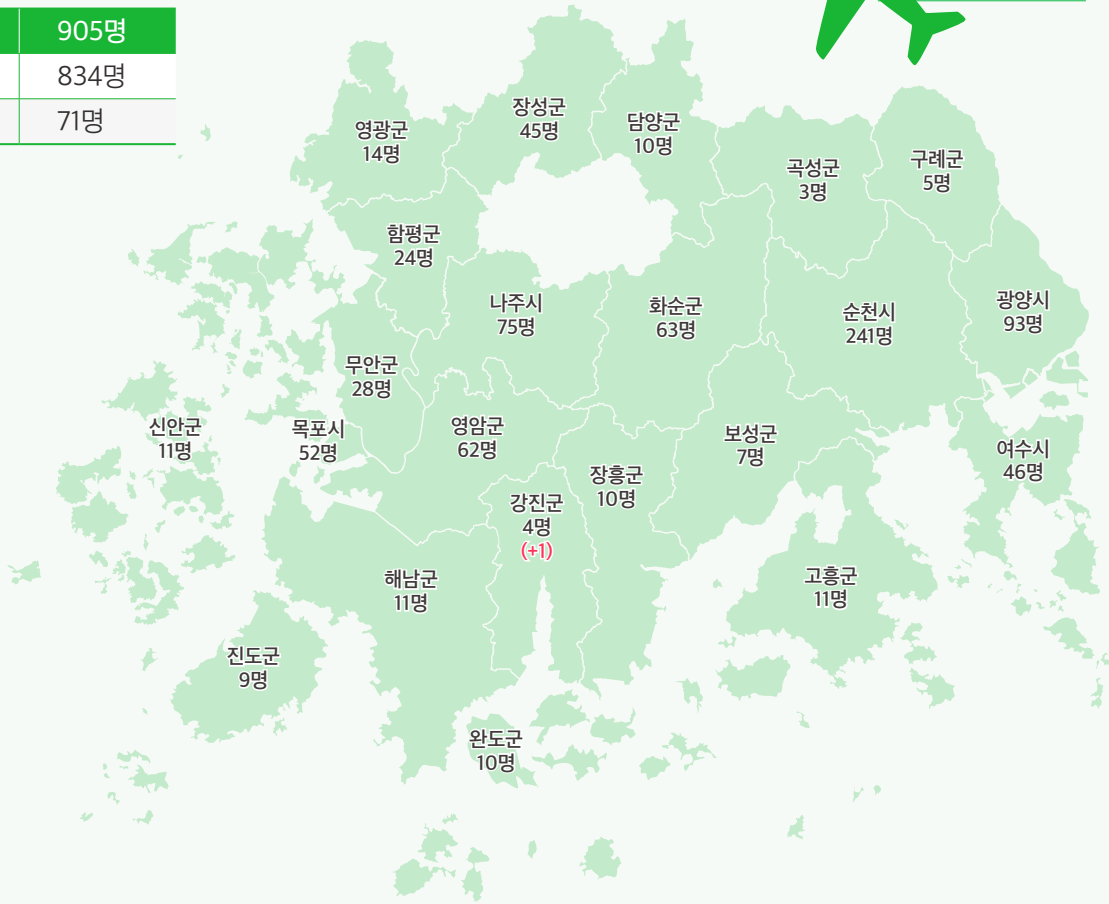 905명
834명
71명
장성군
45명
담양군
10명
영광군
14명
곡성군
3명
구례군
5명
함평군
24명
나주시
75명
화순군
63명
순천시
241명
광양시
93명
무안군
28명
신안군
11명
목포시
52명
영암군
62명
보성군
7명
여수시
46명
장흥군
10명
강진군
4명
(+1)
해남군
11명
고흥군
11명
진도군
9명
완도군
10명